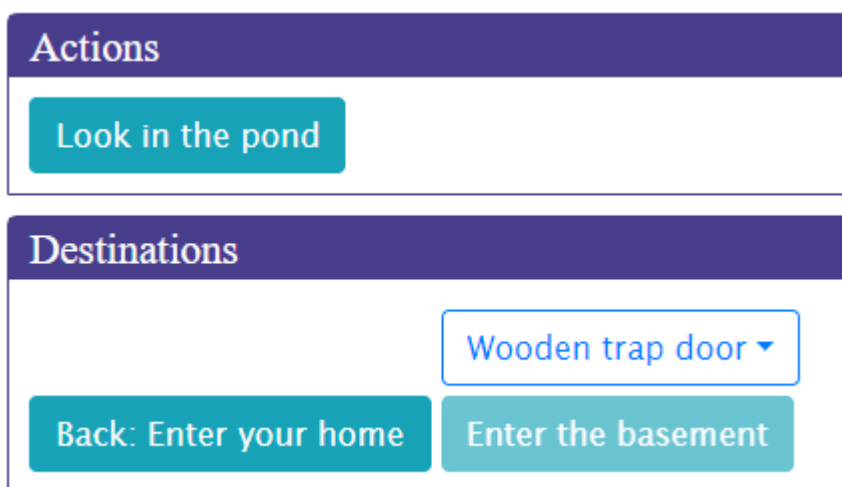 Actions
Look in the pond
Destinations
Wooden trap door
Back: Enter your home
Enter the basement